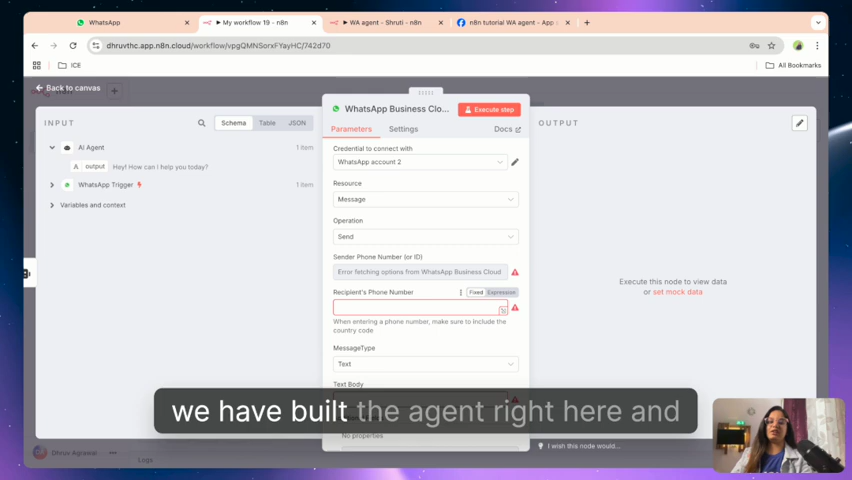 WhatsApp
My workflow 19 - n8n
WA agent - Shruti - n8n
n8n tutorial WA agent - App
dhruvthc.app.n8n.cloud/workflow/vpgQMNSorxFYayHC/742d70
ICE
All Bookmarks
Back to canvas
INPUT
Schema
Table
JSON
AI Agent
1 item
A output Hey! How can I help you today?
WhatsApp Trigger
1 item
Variables and context
WhatsApp Business Clo...
Execute step
Parameters
Settings
Docs
Credential to connect with
WhatsApp account 2
Resource
Message
Operation
Send
Sender Phone Number (or ID)
Error fetching options from WhatsApp Business Cloud
Recipient's Phone Number
Fixed
Expression
When entering a phone number, make sure to include the
country code
MessageType
Text
Text Body
No properties
OUTPUT
Execute this node to view data
or set mock data
I wish this node would...
we have built the agent right here and
Dhruv Agrawal
Logs